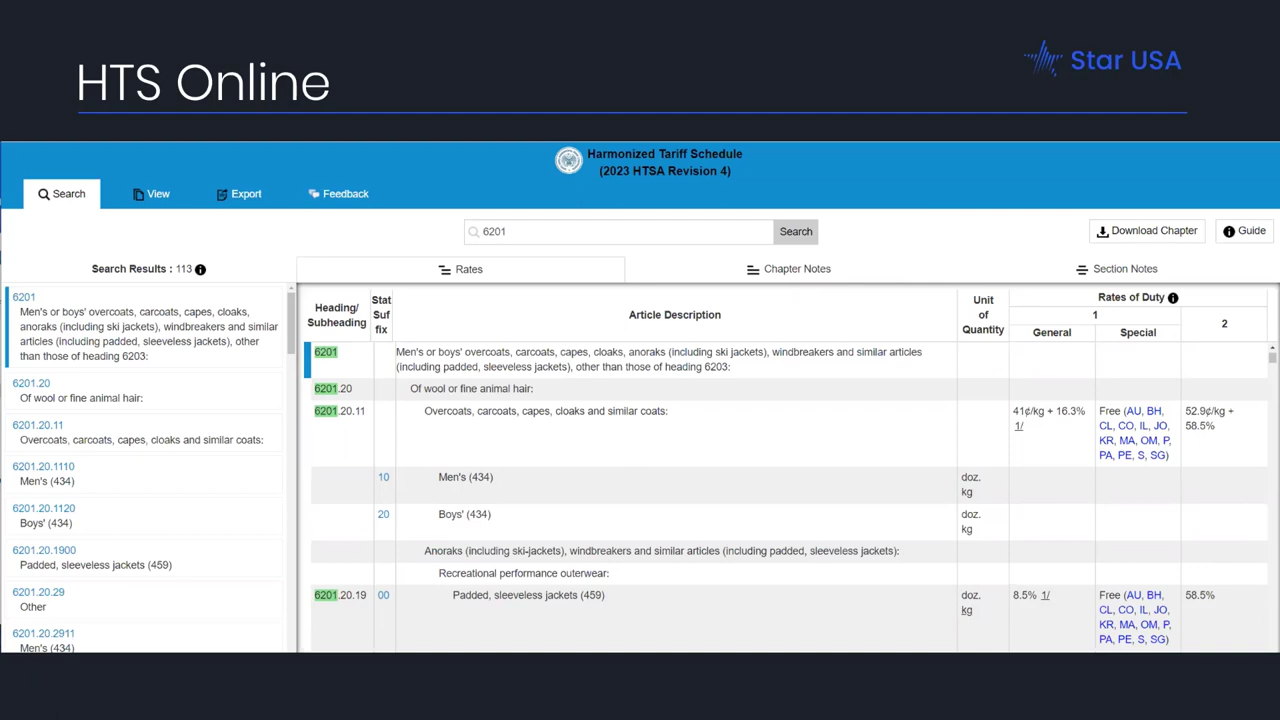 HTS Online
Star USA
Harmonized Tariff Schedule
(2023 HTSA Revision 4)
Search
View
Export
Feedback
6201
Search
Download Chapter
Guide
Search Results : 113
Rates
Chapter Notes
Section Notes
6201
Men's or boys' overcoats, carcoats, capes, cloaks,
anoraks (including ski jackets), windbreakers and similar
articles (including padded, sleeveless jackets), other
than those of heading 6203:
6201.20
Of wool or fine animal hair:
6201.20.11
Overcoats, carcoats, capes, cloaks and similar coats:
6201.20.1110
Men's (434)
6201.20.1120
Boys' (434)
6201.20.1900
Padded, sleeveless jackets (459)
6201.20.29
Other
6201.20.2911
Men's (434)
Heading/
Subheading
Stat
Suf
fix
Article Description
Unit
of
Quantity
Rates of Duty
1
2
General
Special
6201
Men's or boys' overcoats, carcoats, capes, cloaks, anoraks (including ski jackets), windbreakers and similar articles
(including padded, sleeveless jackets), other than those of heading 6203:
6201.20
Of wool or fine animal hair:
6201.20.11
Overcoats, carcoats, capes, cloaks and similar coats:
41¢/kg + 16.3%
1/
Free (AU, BH,
CL, CO, IL, JO,
KR, MA, OM, P,
PA, PE, S, SG)
52.9¢/kg +
58.5%
10
Men's (434)
doz.
kg
20
Boys' (434)
doz.
kg
Anoraks (including ski-jackets), windbreakers and similar articles (including padded, sleeveless jackets):
Recreational performance outerwear:
6201.20.19
00
Padded, sleeveless jackets (459)
doz.
kg
8.5% 1/
Free (AU, BH,
CL, CO, IL, JO,
KR, MA, OM, P,
PA, PE, S, SG)
58.5%